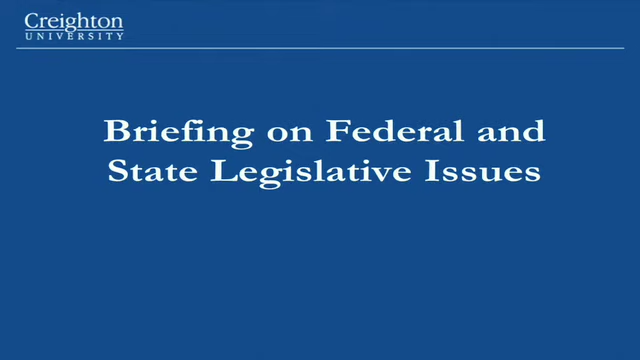 Creighton
UNIVERSITY
Briefing on Federal and
State Legislative Issues